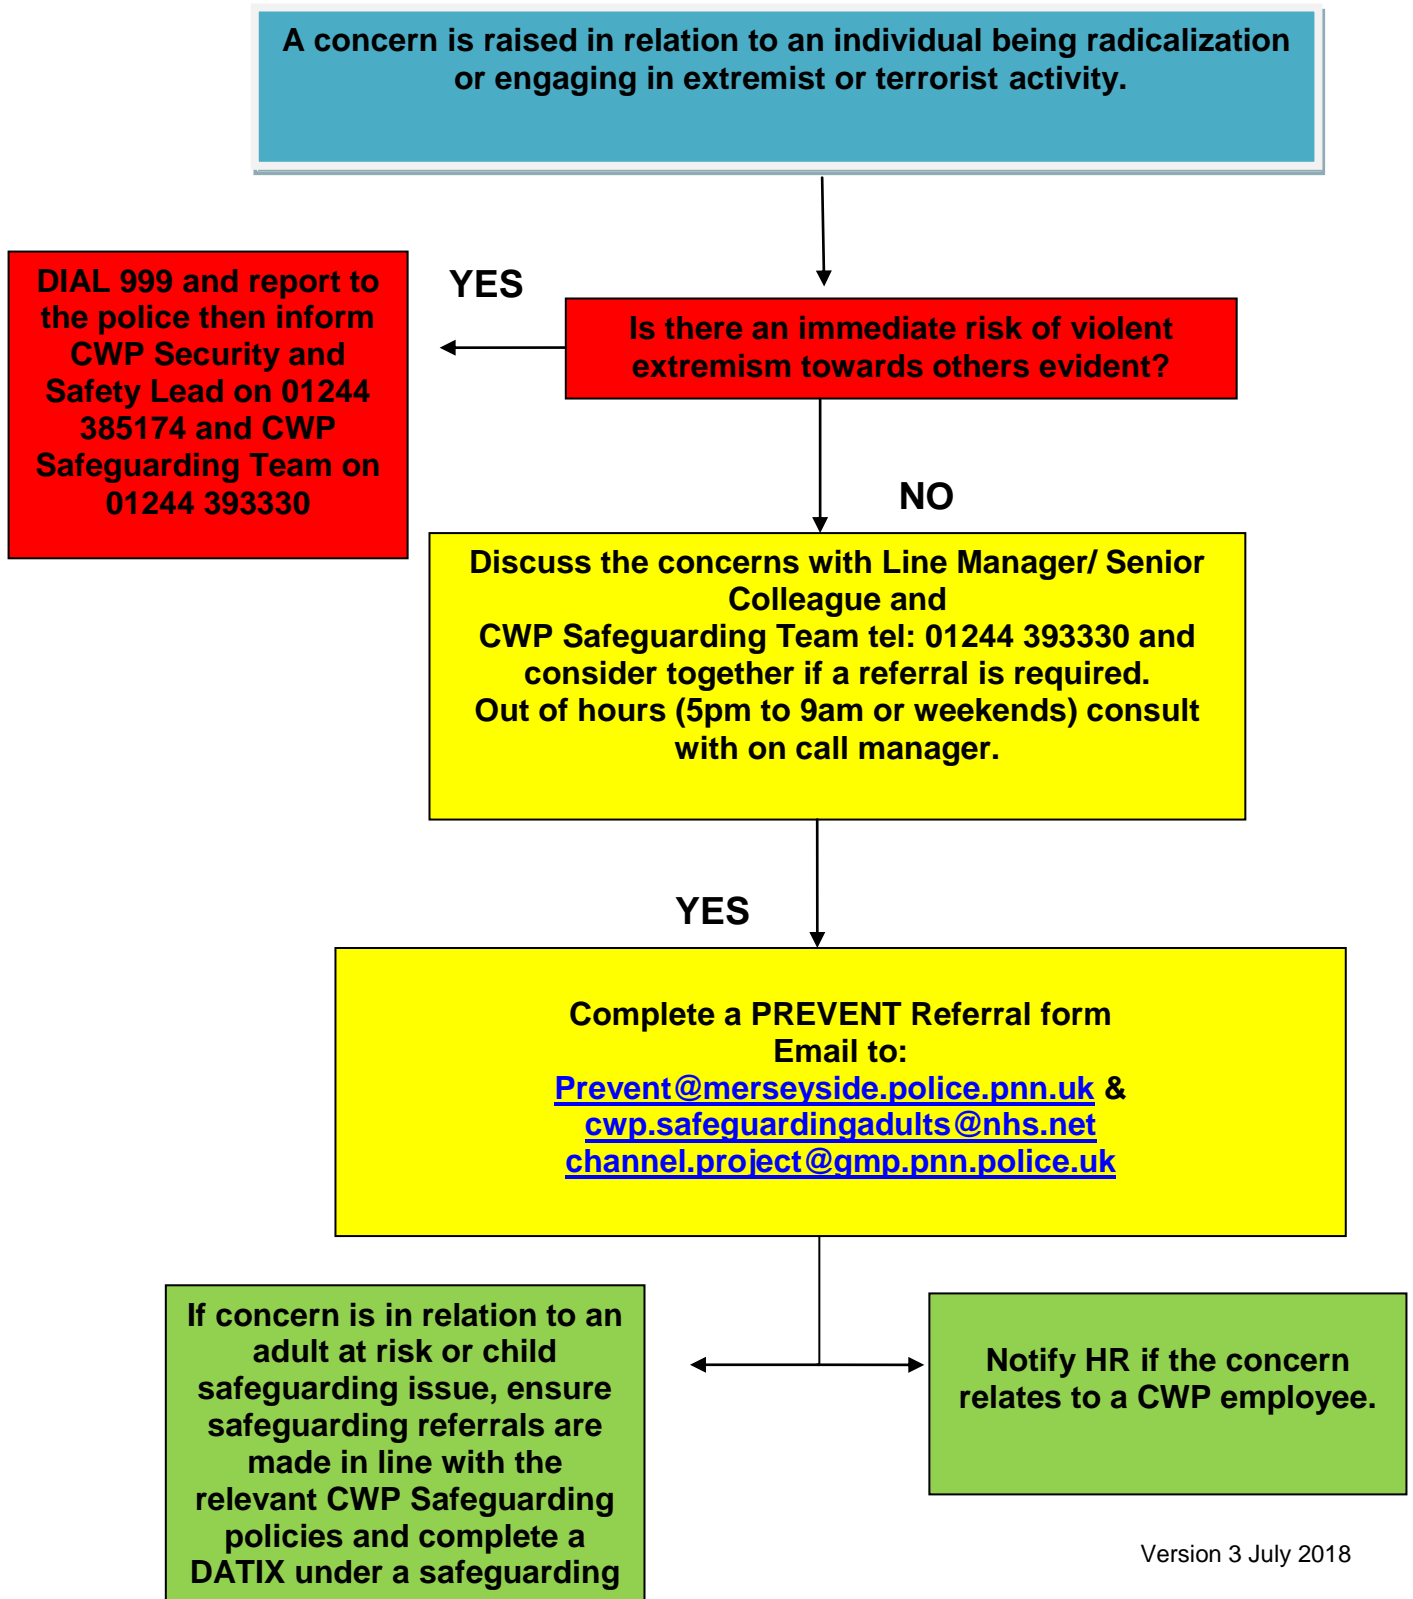 A concern is raised in relation to an individual being radicalization
or engaging in extremist or terrorist activity.
DIAL 999 and report to
the police then inform
CWP Security and
Safety Lead on 01244
385174 and CWP
Safeguarding Team on
01244 393330
YES
Is there an immediate risk of violent
extremism towards others evident?
NO
Discuss the concerns with Line Manager/ Senior
Colleague and
CWP Safeguarding Team tel: 01244 393330 and
consider together if a referral is required.
Out of hours (5pm to 9am or weekends) consult
with on call manager.
YES
Complete a PREVENT Referral form
Email to:
Prevent@merseyside.police.pnn.uk &
cwp.safeguardingadults@nhs.net
channel.project@gmp.pnn.police.uk
If concern is in relation to an
adult at risk or child
safeguarding issue, ensure
safeguarding referrals are
made in line with the
relevant CWP Safeguarding
policies and complete a
DATIX under a safeguarding
Notify HR if the concern
relates to a CWP employee.
Version 3 July 2018